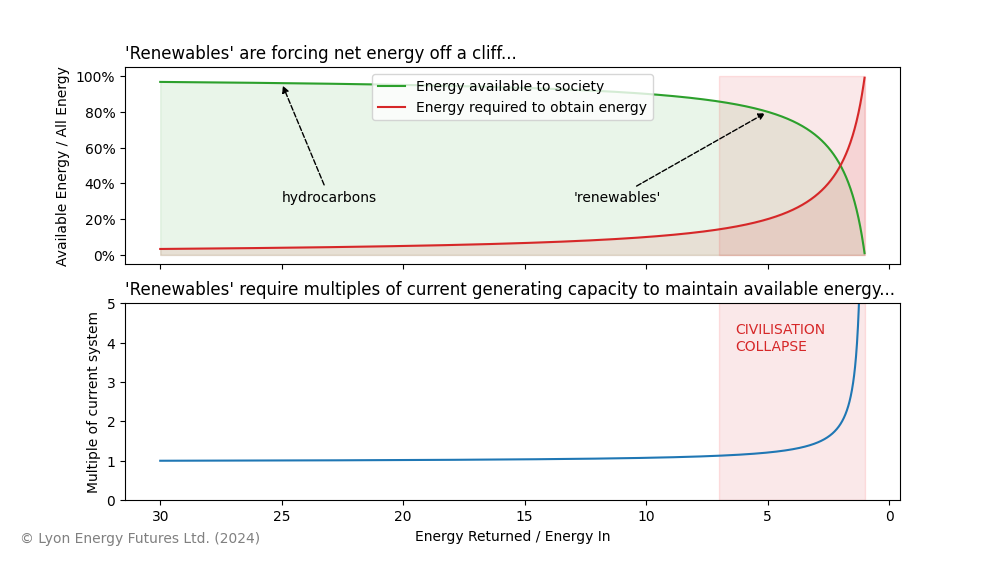 'Renewables' are forcing net energy off a cliff...
Available Energy / All Energy
100%
80%
60%
40%
20%
0%
Energy available to society
Energy required to obtain energy
hydrocarbons
'renewables'
'Renewables' require multiples of current generating capacity to maintain available energy...
Multiple of current system
5
4
3
2
1
0
CIVILISATION
COLLAPSE
30
25
20
15
10
5
0
Energy Returned / Energy In
© Lyon Energy Futures Ltd. (2024)